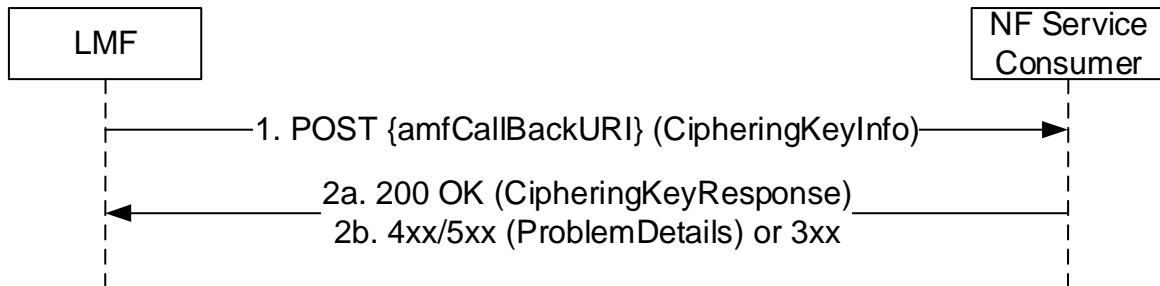 LMF
NF Service
Consumer
1. POST {amfCallBackURI} (CipheringKeyInfo)
2a. 200 OK (CipheringKeyResponse)
2b. 4xx/5xx (ProblemDetails) or 3xx